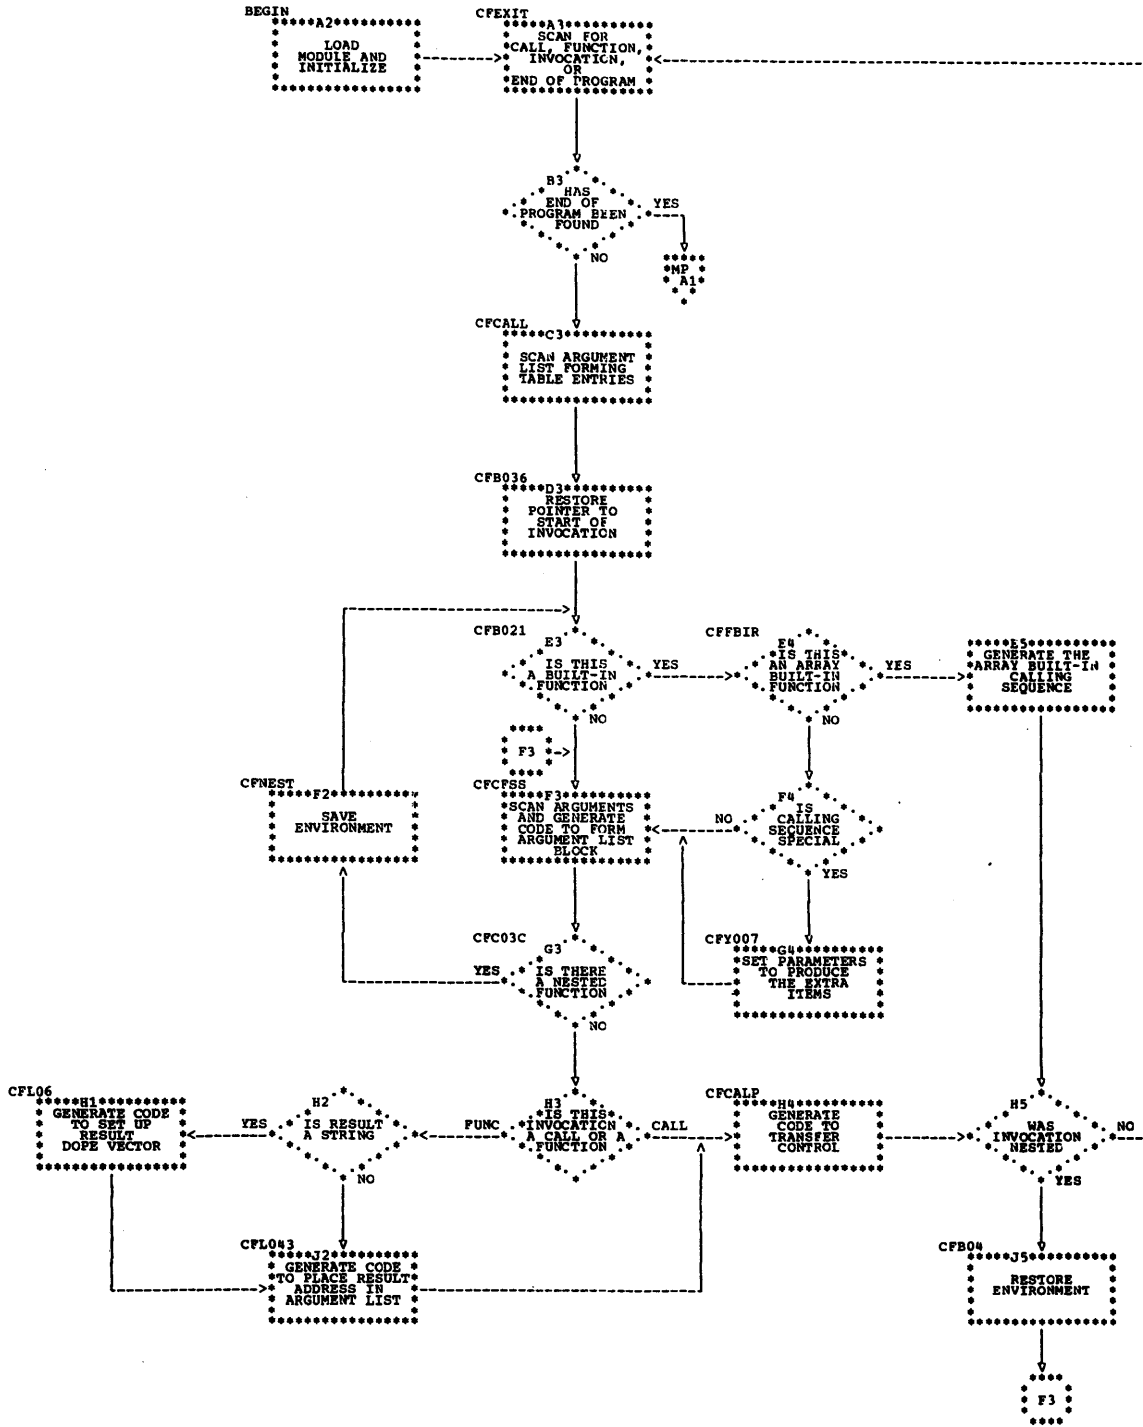 BEGIN
A2
LOAD
MODULE AND
INITIALIZE
CFEXIT
A3
SCAN FOR
CALL, FUNCTION,
INVOCATION,
OR
END OF PROGRAM
B3
HAS
END OF
PROGRAM BEEN
FOUND
YES
NO
MP
A1
CFCALL
C3
SCAN ARGUMENT
LIST FORMING
TABLE ENTRIES
CFB036
D3
RESTORE
POINTER TO
START OF
INVOCATION
CFB021
E3
IS THIS
A BUILT-IN
FUNCTION
YES
NO
CFFBIR
E4
IS THIS
AN ARRAY
BUILT-IN
FUNCTION
YES
NO
E5
GENERATE THE
ARRAY BUILT-IN
CALLING
SEQUENCE
F3
CFNEST
F2
SAVE
ENVIRONMENT
CFCFSS
F3
SCAN ARGUMENTS
AND GENERATE
CODE TO FORM
ARGUMENT LIST
BLOCK
F4
IS
CALLING
SEQUENCE
SPECIAL
NO
YES
CFC03C
G3
IS THERE
A NESTED
FUNCTION
YES
NO
CFY007
G4
SET PARAMETERS
TO PRODUCE
THE EXTRA
ITEMS
CFL06
H1
GENERATE CODE
TO SET UP
RESULT
DOPE VECTOR
H2
IS RESULT
A STRING
YES
NO
H3
IS THIS
INVOCATION
A CALL OR A
FUNCTION
FUNC
CALL
CFCALP
H4
GENERATE
CODE TO
TRANSFER
CONTROL
H5
WAS
INVOCATION
NESTED
NO
YES
CFL043
J2
GENERATE CODE
TO PLACE RESULT
ADDRESS IN
ARGUMENT LIST
CFB04
J5
RESTORE
ENVIRONMENT
F3